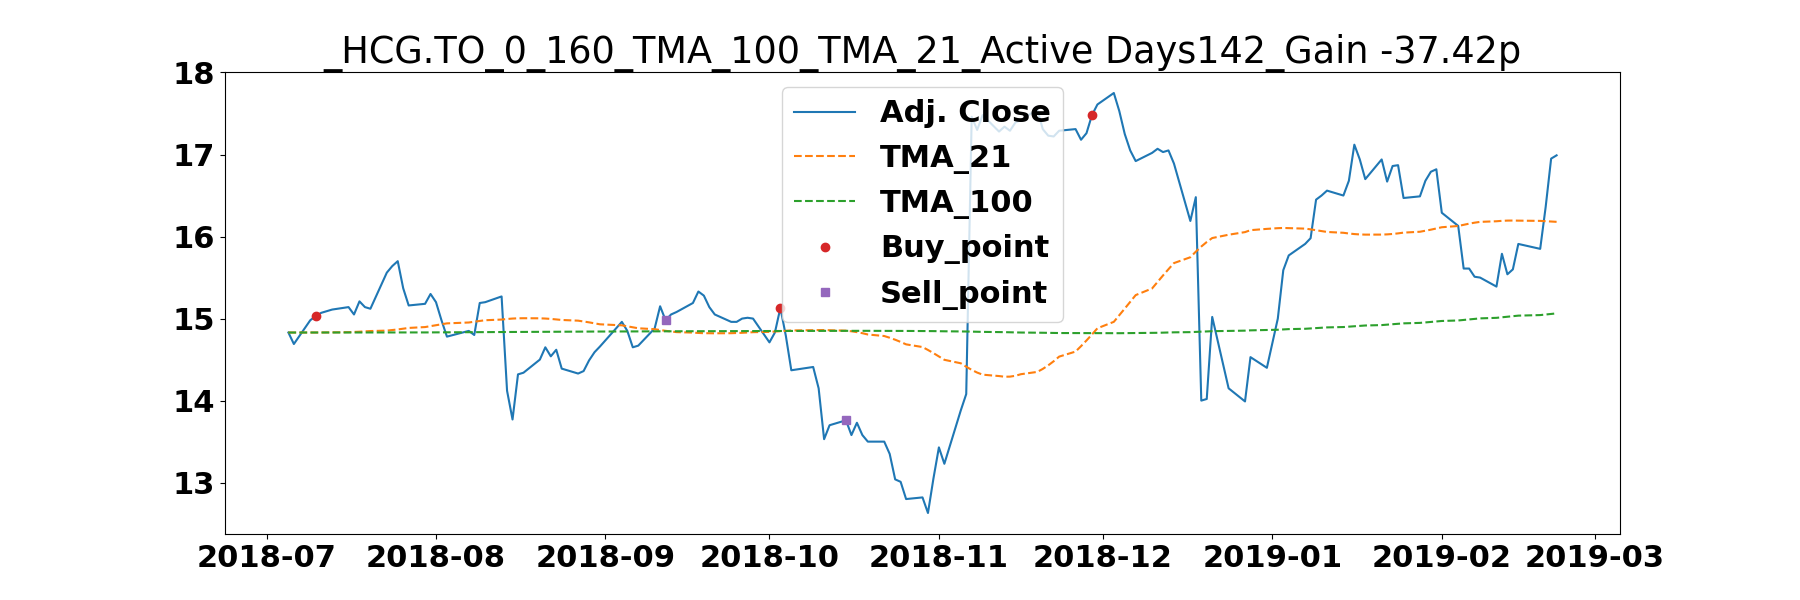 _HCG.TO_0_160_TMA_100_TMA_21_Active Days142_Gain -37.42p
18
17
16
15
14
13
Adj. Close
TMA_21
TMA_100
Buy_point
Sell_point
2018-07 2018-08 2018-09 2018-10 2018-11 2018-12 2019-01 2019-02 2019-03